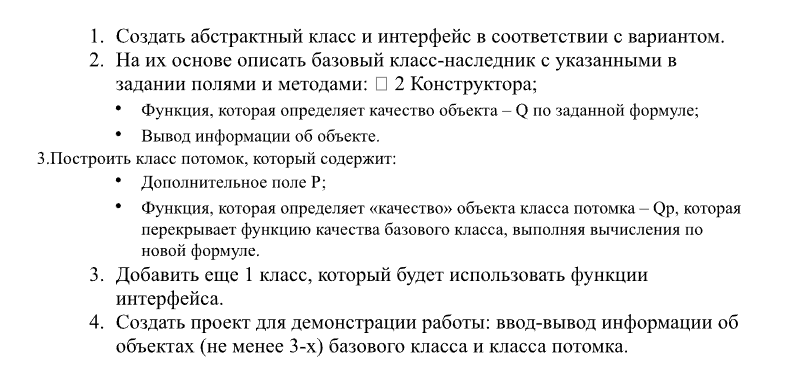 1. Создать абстрактный класс и интерфейс в соответствии с вариантом.
2. На их основе описать базовый класс-наследник с указанными в
задании полями и методами: □ 2 Конструктора;
• Функция, которая определяет качество объекта – Q по заданной формуле;
• Вывод информации об объекте.
3.Построить класс потомок, который содержит:
• Дополнительное поле P;
• Функция, которая определяет «качество» объекта класса потомка – Qp, которая
перекрывает функцию качества базового класса, выполняя вычисления по
новой формуле.
3. Добавить еще 1 класс, который будет использовать функции
интерфейса.
4. Создать проект для демонстрации работы: ввод-вывод информации об
объектах (не менее 3-х) базового класса и класса потомка.